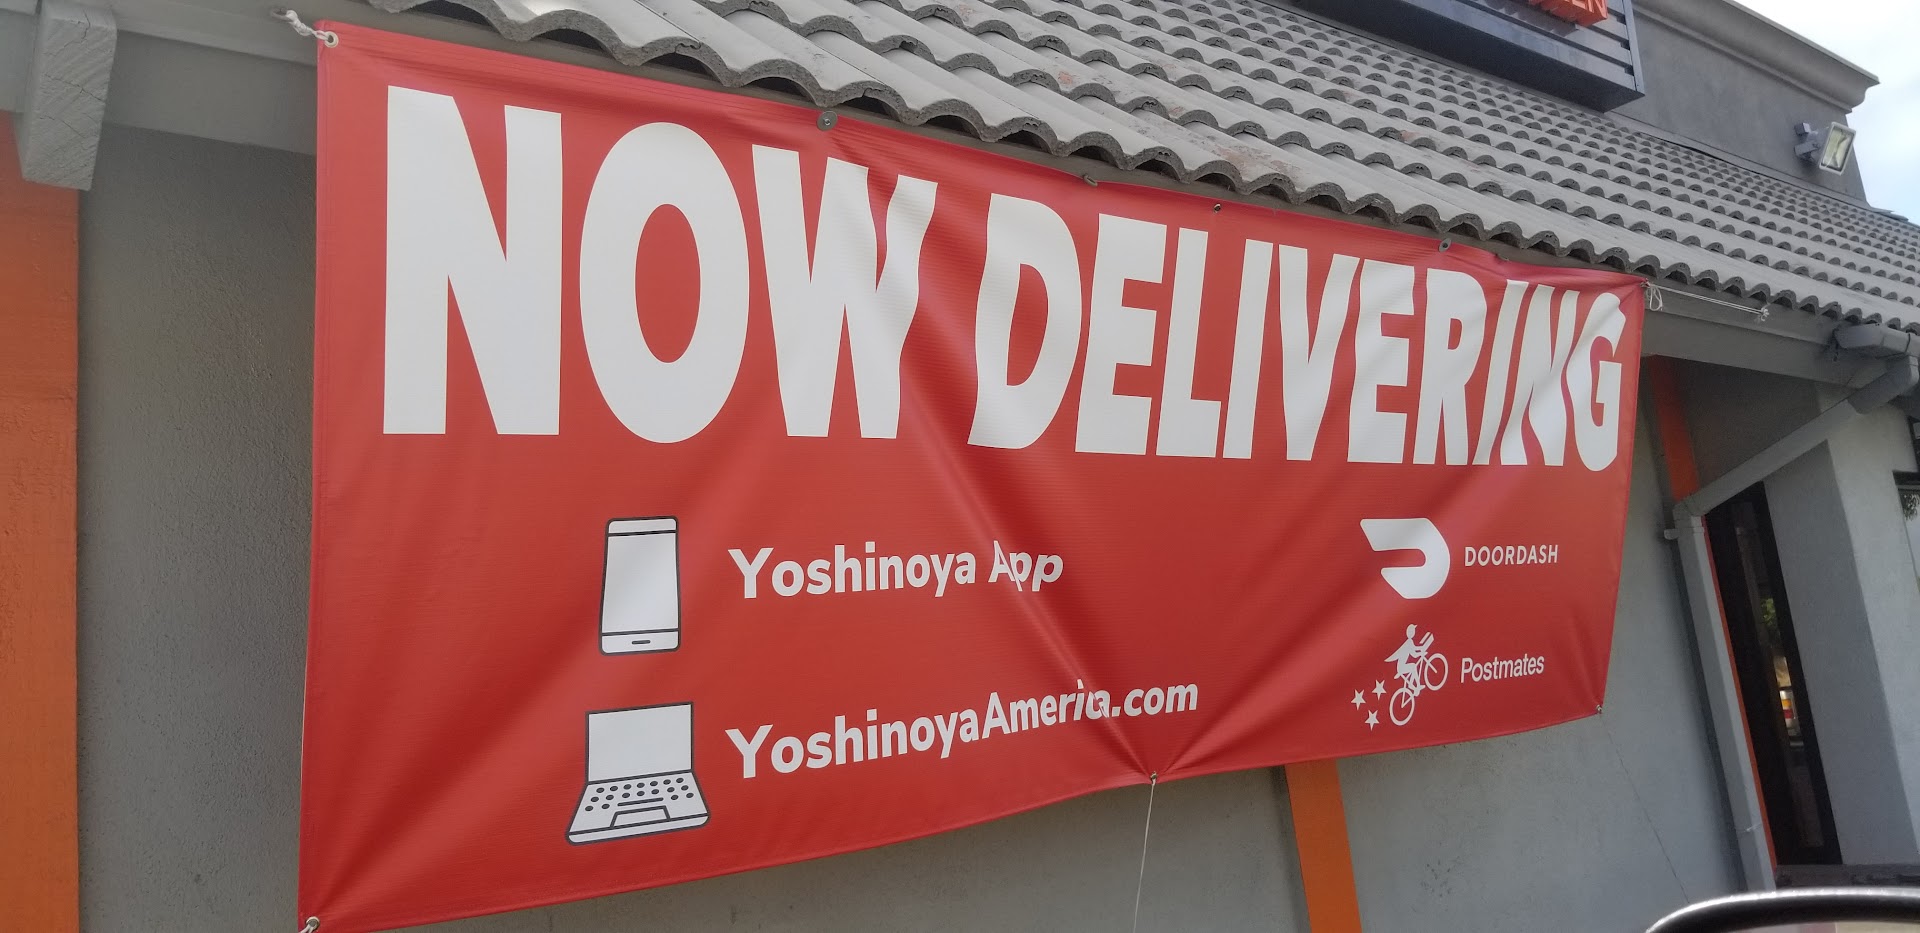 NOW DELIVERING
Yoshinoya App
YoshinoyaAmerica.com
DOORDASH
Postmates